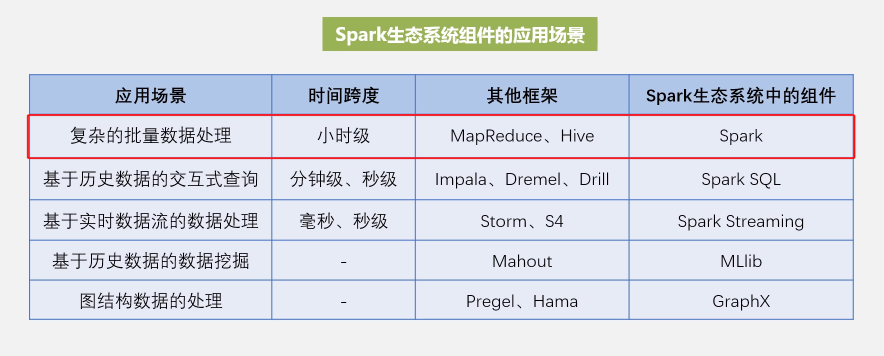 Spark生态系统组件的应用场景
应用场景 时间跨度 其他框架 Spark生态系统中的组件
复杂的批量数据处理 小时级 MapReduce、Hive Spark
基于历史数据的交互式查询 分钟级、秒级 Impala、Dremel、Drill Spark SQL
基于实时数据流的数据处理 毫秒、秒级 Storm、S4 Spark Streaming
基于历史数据的数据挖掘 - Mahout MLlib
图结构数据的处理 - Pregel、Hama GraphX